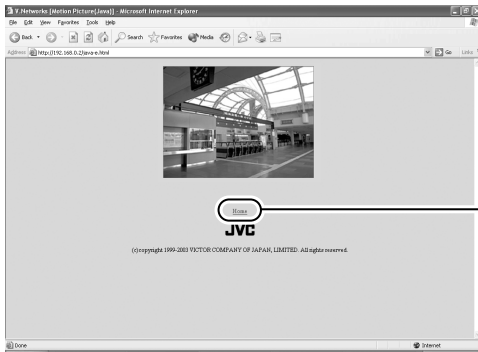 V.Networks [Motion Picture(Java)] - Microsoft Internet Explorer
File Edit View Favorites Tools Help
Back Search Favorites Media
Address http://192.168.0.2/java-e.html Go Links
Home
JVC
(c)copyright 1999-2003 VICTOR COMPANY OF JAPAN, LIMITED. All rights reserved.
Done Internet